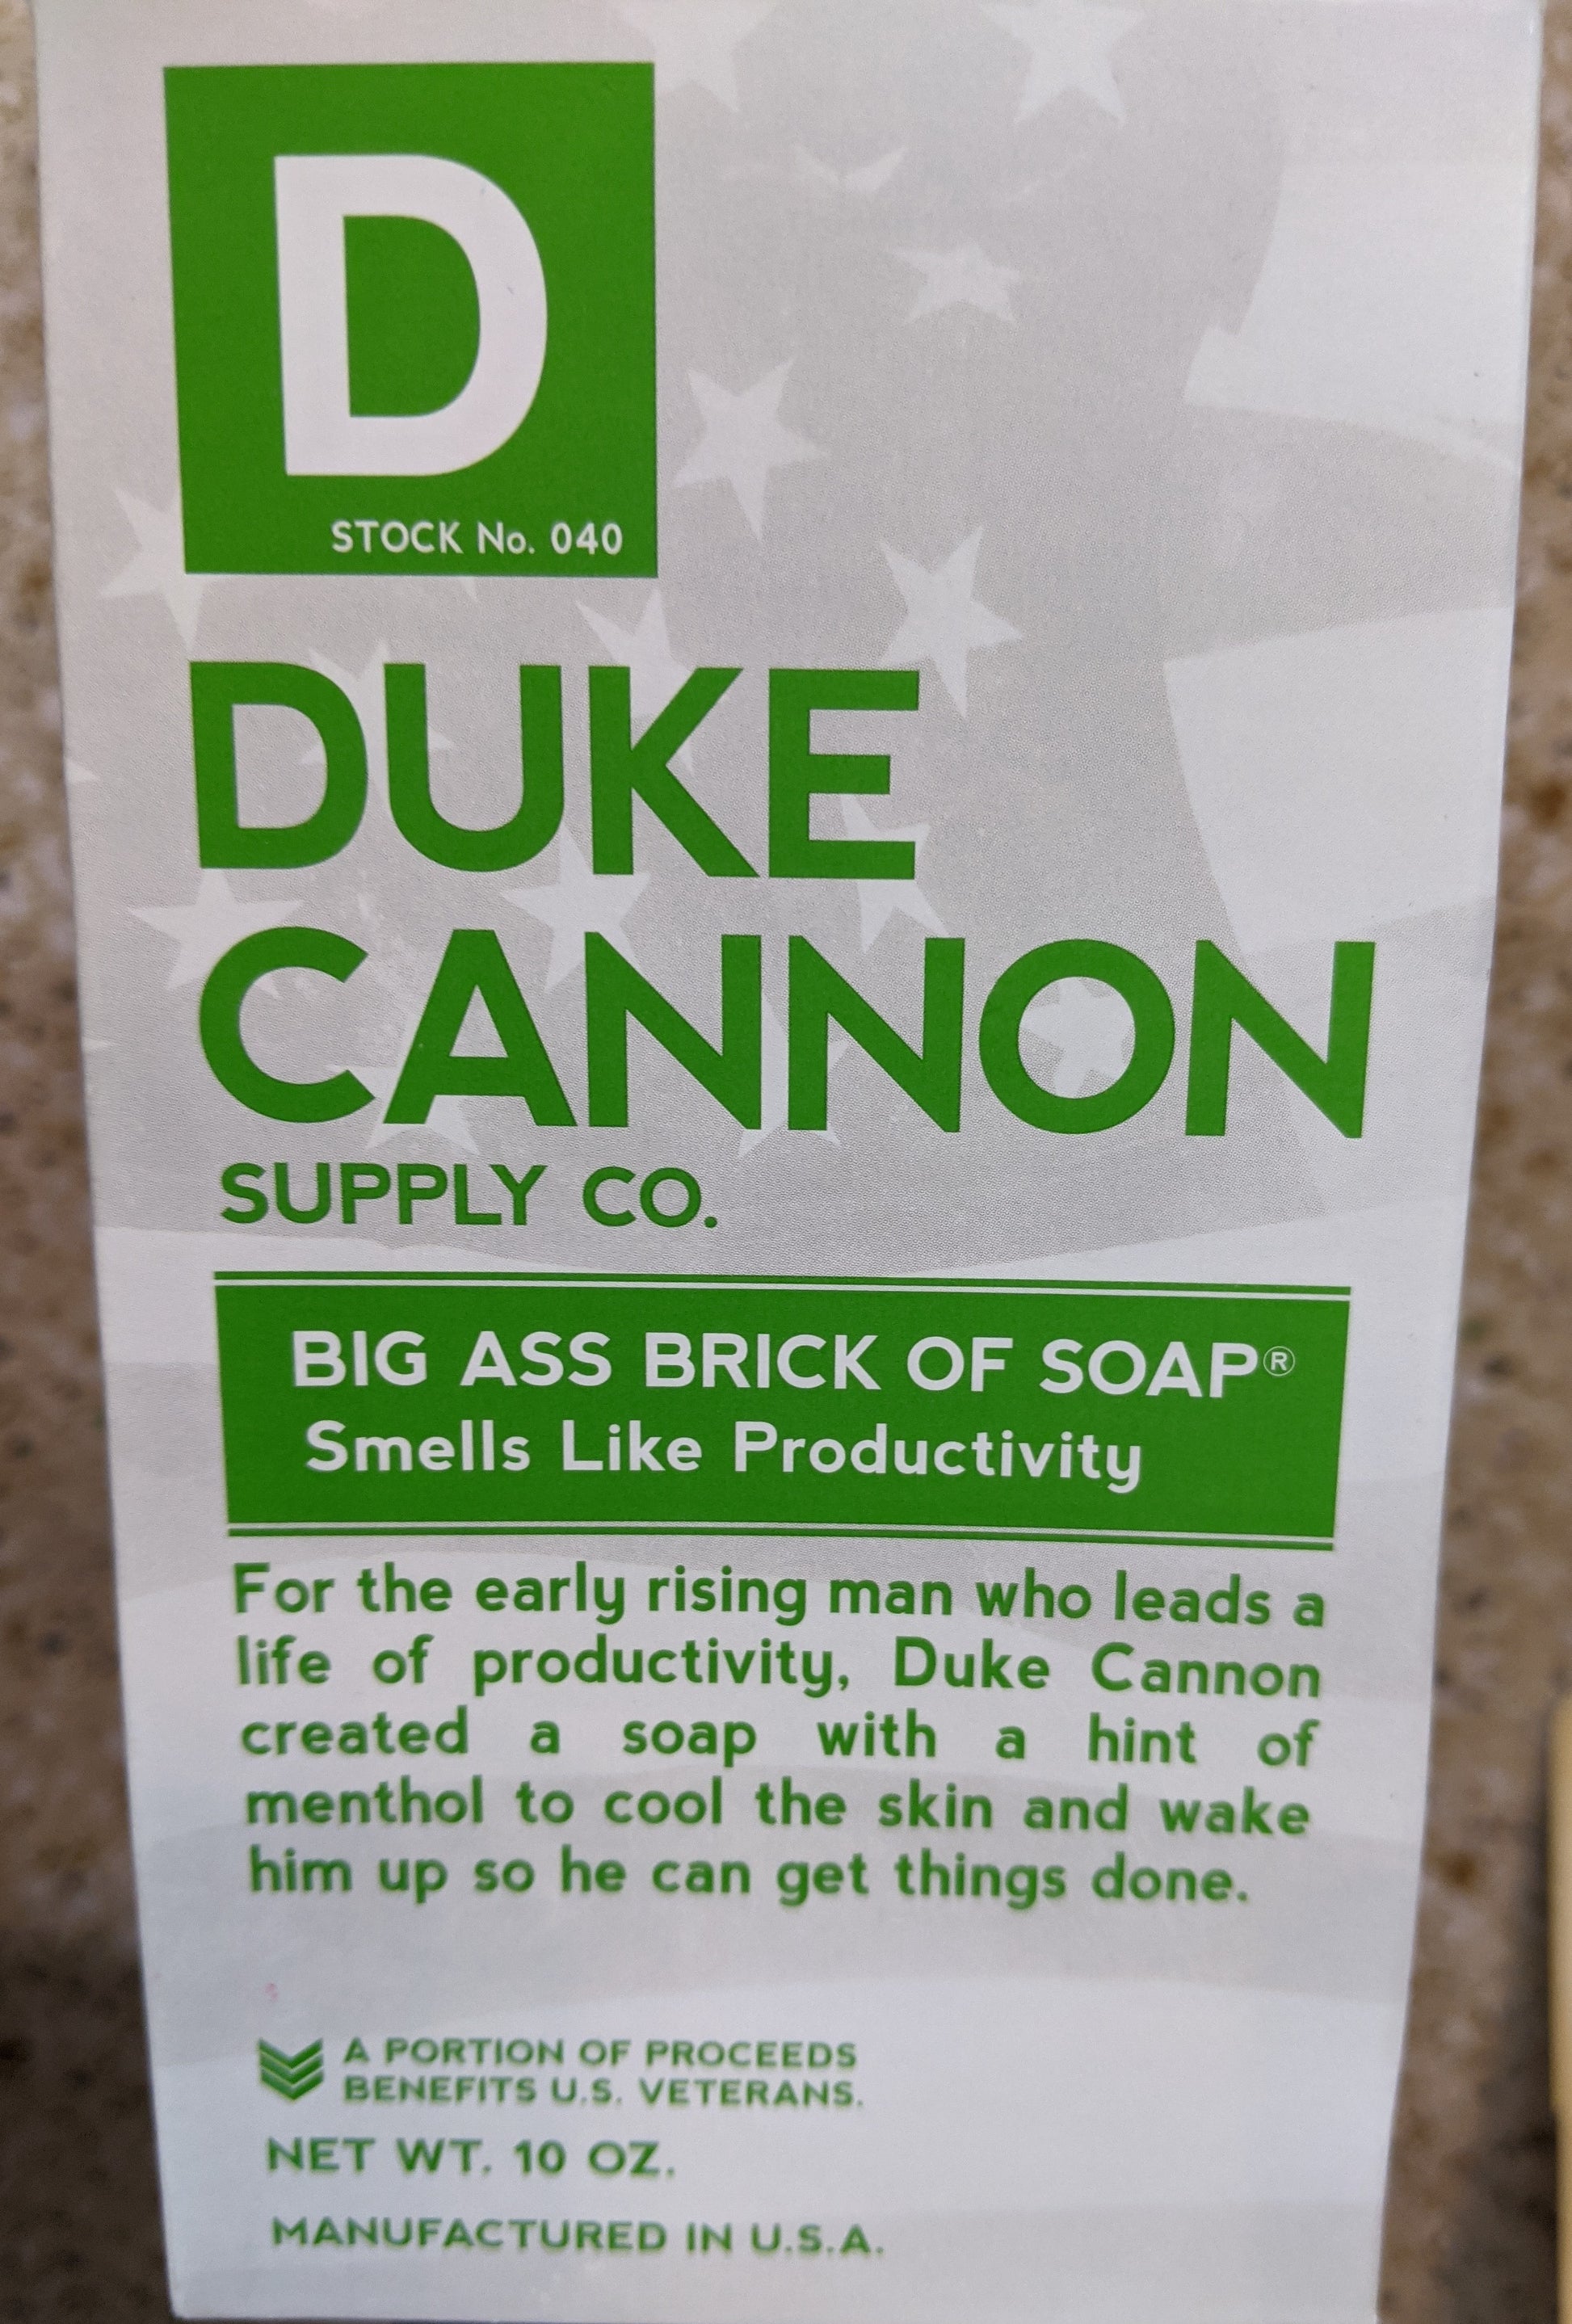 D
STOCK No. 040
DUKE
CANNON
SUPPLY CO.
BIG ASS BRICK OF SOAP®
Smells Like Productivity
For the early rising man who leads a
life of productivity, Duke Cannon
created a soap with a hint of
menthol to cool the skin and wake
him up so he can get things done.
A PORTION OF PROCEEDS
BENEFITS U.S. VETERANS.
NET WT. 10 OZ.
MANUFACTURED IN U.S.A.